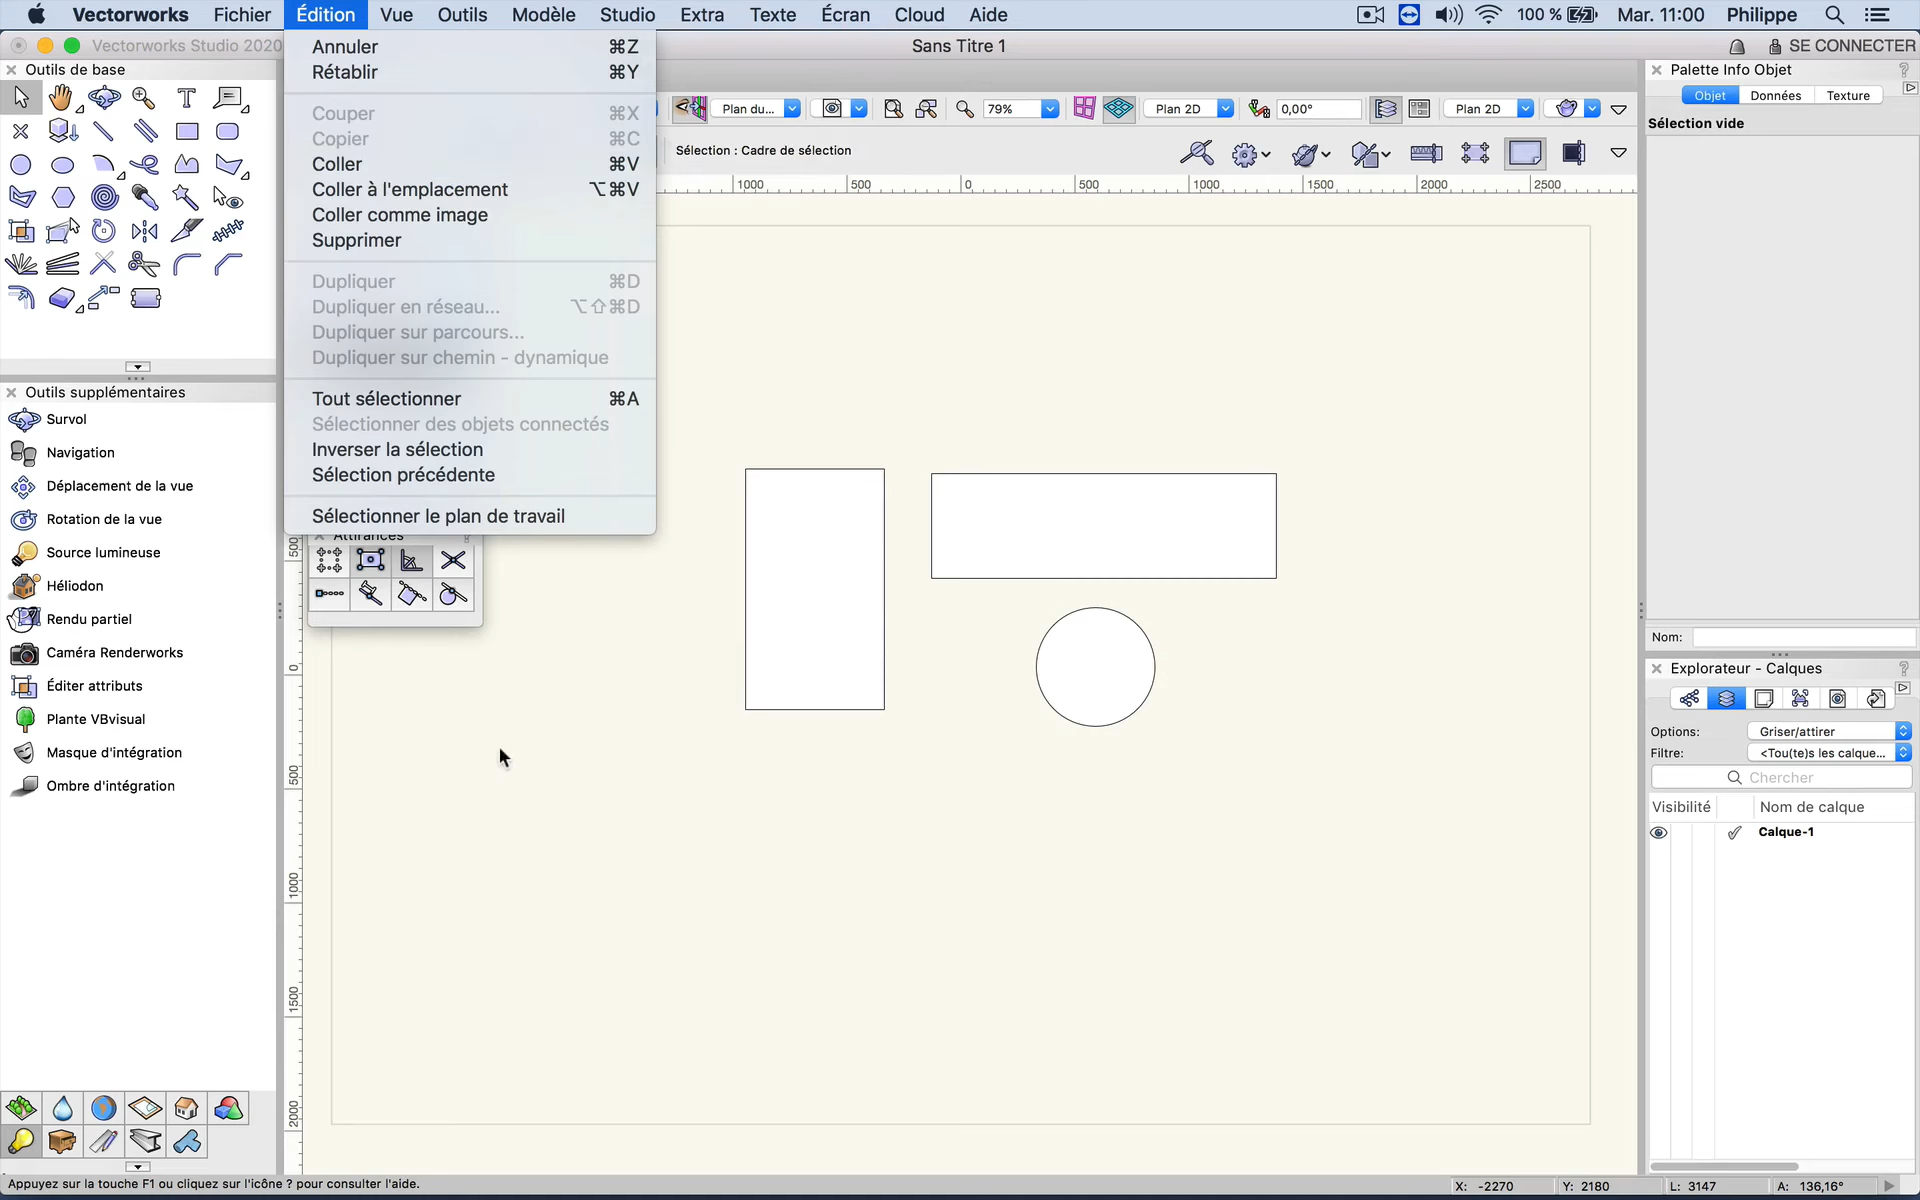 Vectorworks Fichier Édition Vue Outils Modèle Studio Extra Texte Écran Cloud Aide 100 % Mar. 11:00 Philippe
Vectorworks Studio 2020 Sans Titre 1 SE CONNECTER
Outils de base
Annuler ⌘Z
Rétablir ⌘Y
Couper ⌘X
Copier ⌘C
Coller ⌘V
Coller à l'emplacement ⌥⌘V
Coller comme image
Supprimer
Dupliquer ⌘D
Dupliquer en réseau... ⌥⇧⌘D
Dupliquer sur parcours...
Dupliquer sur chemin - dynamique
Tout sélectionner ⌘A
Sélectionner des objets connectés
Inverser la sélection
Sélection précédente
Sélectionner le plan de travail
Attirances
Plan du... 79% Plan 2D 0,00° Plan 2D
Sélection : Cadre de sélection
1000 500 0 500 1000 1500 2000 2500
500
0
500
1000
1500
2000
Outils supplémentaires
Survol
Navigation
Déplacement de la vue
Rotation de la vue
Source lumineuse
Héliodon
Rendu partiel
Caméra Renderworks
Éditer attributs
Plante VBvisual
Masque d'intégration
Ombre d'intégration
Palette Info Objet ?
Objet Données Texture
Sélection vide
Nom:
Explorateur - Calques ?
Options: Griser/attirer
Filtre: <Tou(te)s les calque...
Chercher
Visibilité Nom de calque
Calque-1
Appuyez sur la touche F1 ou cliquez sur l'icône ? pour consulter l'aide.
X: -2270 Y: 2180 L: 3147 A: 136,16°